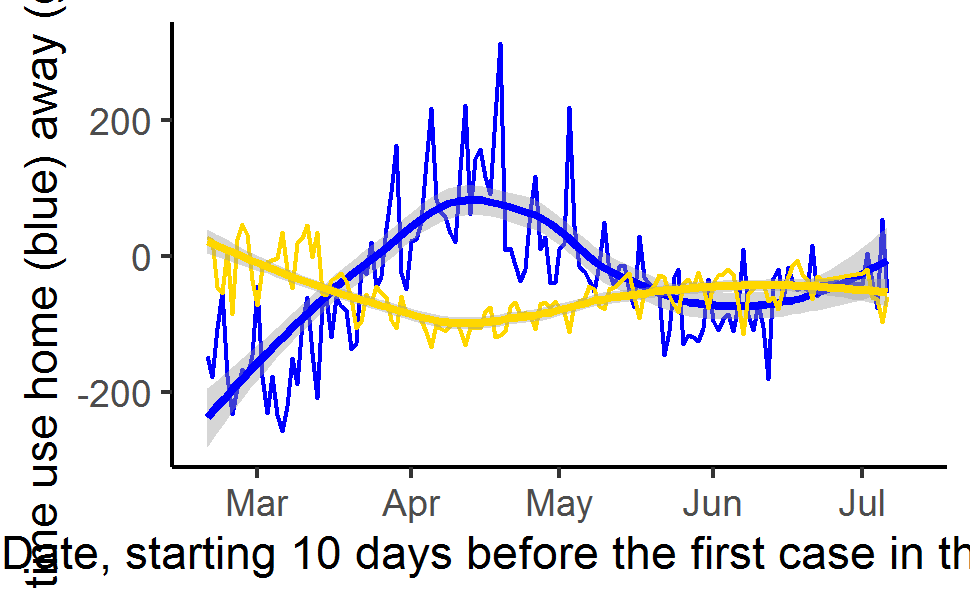 time use home (blue) away (
200
0
-200
Mar Apr May Jun Jul
Date, starting 10 days before the first case in th